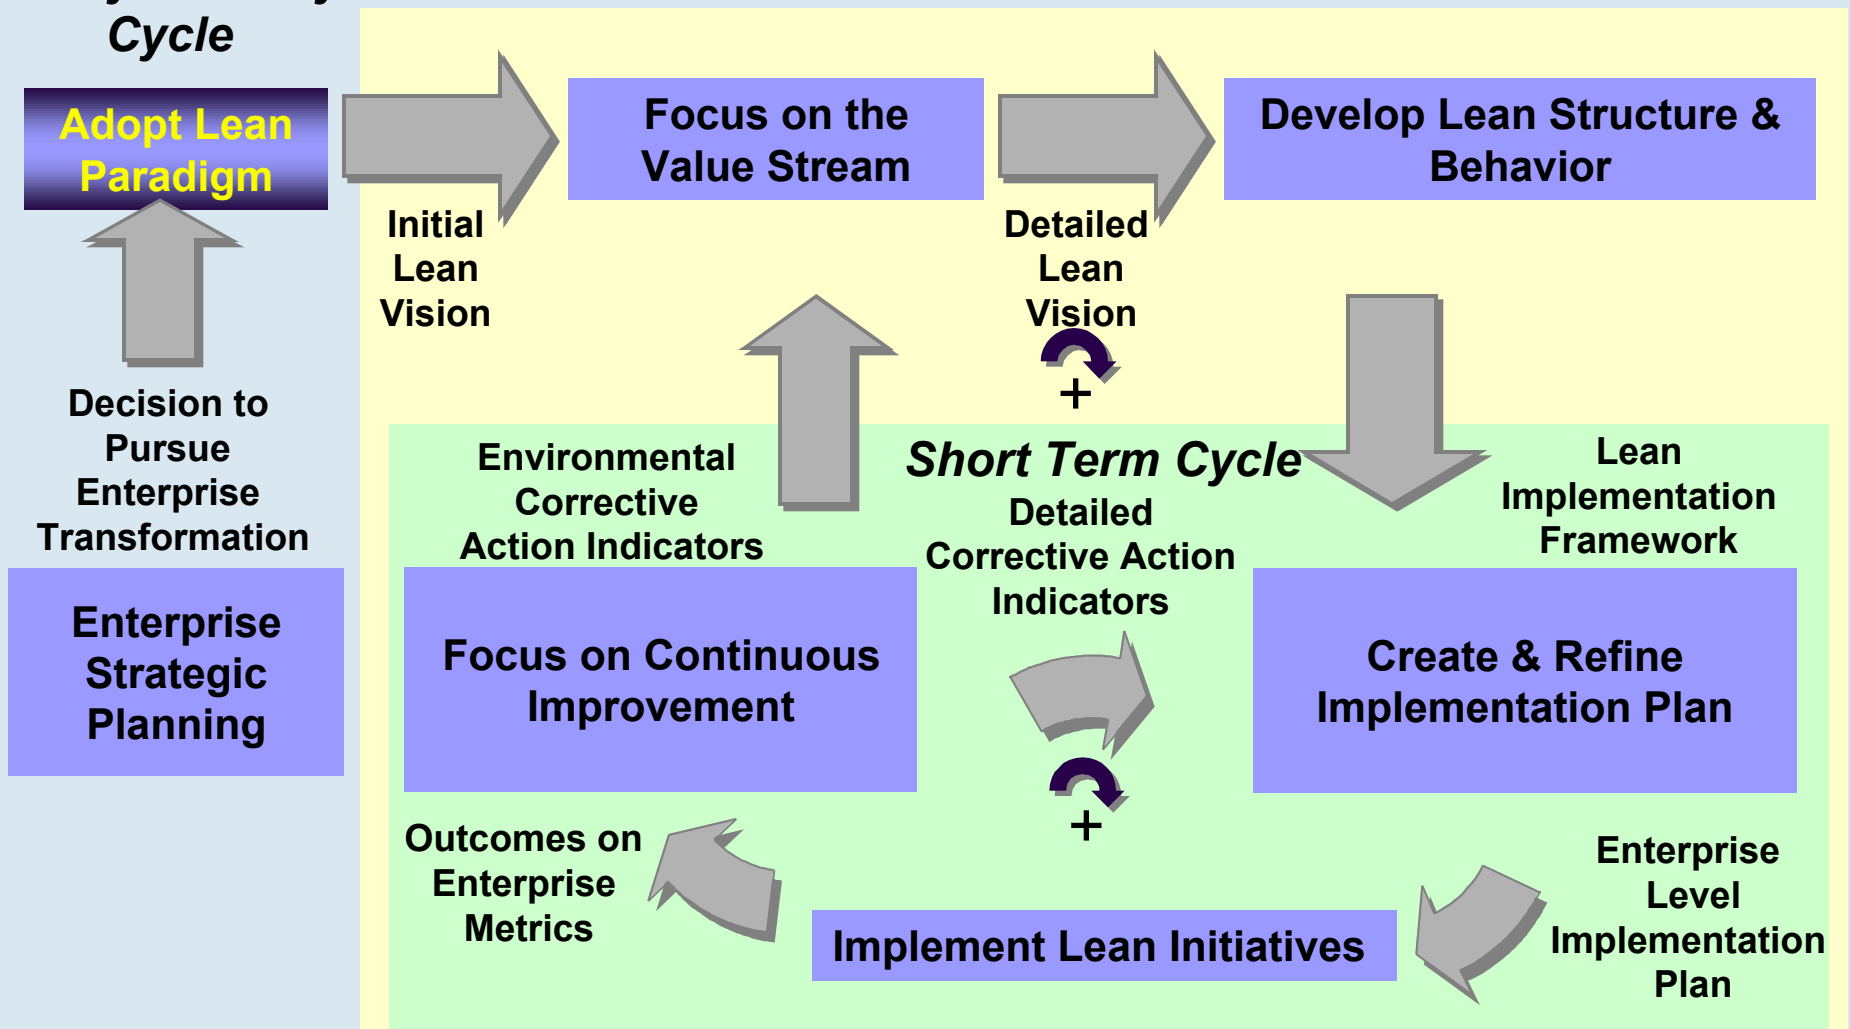 Cycle
Adopt Lean
Paradigm
Focus on the
Value Stream
Develop Lean Structure &
Behavior
Initial
Lean
Vision
Detailed
Lean
Vision
+
Decision to
Pursue
Enterprise
Transformation
Environmental
Corrective
Action Indicators
Short Term Cycle
Detailed
Corrective Action
Indicators
Lean
Implementation
Framework
Enterprise
Strategic
Planning
Focus on Continuous
Improvement
Create & Refine
Implementation Plan
+
Outcomes on
Enterprise
Metrics
Implement Lean Initiatives
Enterprise
Level
Implementation
Plan